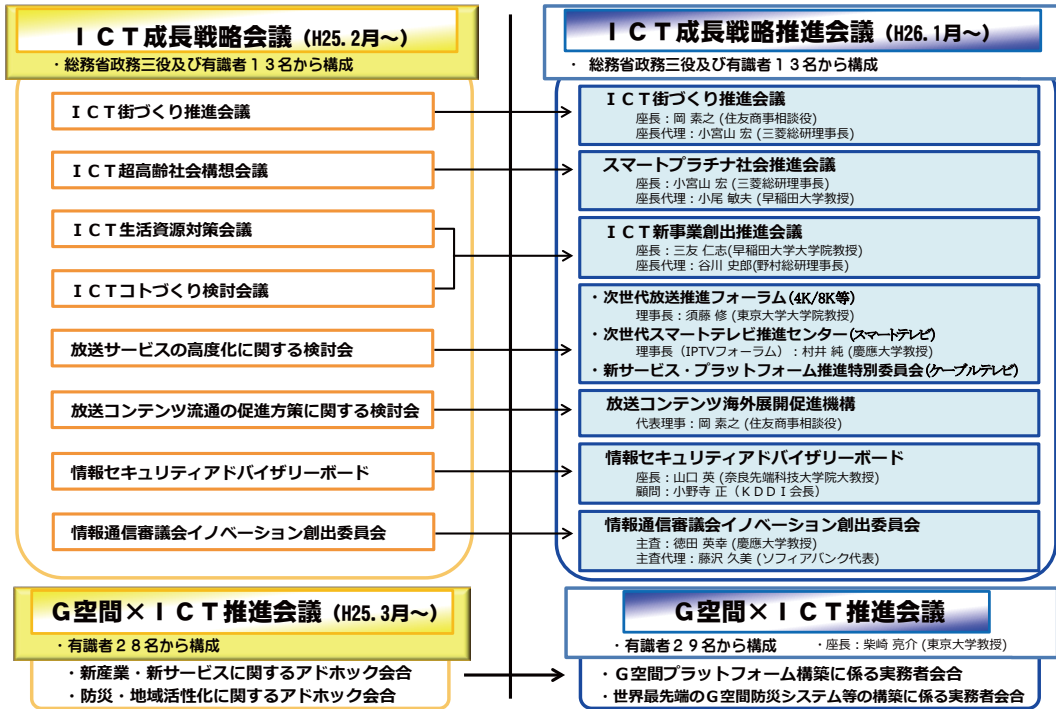 ＩＣＴ成長戦略会議（H25.2月～）
・総務省政務三役及び有識者１３名から構成
ＩＣＴ街づくり推進会議
ＩＣＴ超高齢社会構想会議
ＩＣＴ生活資源対策会議
ＩＣＴコトづくり検討会議
放送サービスの高度化に関する検討会
放送コンテンツ流通の促進方策に関する検討会
情報セキュリティアドバイザリーボード
情報通信審議会イノベーション創出委員会
Ｇ空間×ＩＣＴ推進会議（H25.3月～）
・有識者２８名から構成
・新産業・新サービスに関するアドホック会合
・防災・地域活性化に関するアドホック会合
ＩＣＴ成長戦略推進会議（H26.1月～）
・ 総務省政務三役及び有識者１３名から構成
ＩＣＴ街づくり推進会議
座長：岡 素之 (住友商事相談役)
座長代理：小宮山 宏 (三菱総研理事長)
スマートプラチナ社会推進会議
座長：小宮山 宏 (三菱総研理事長)
座長代理：小尾 敏夫 (早稲田大学教授)
ＩＣＴ新事業創出推進会議
座長：三友 仁志(早稲田大学大学院教授)
座長代理：谷川 史郎(野村総研理事長)
・次世代放送推進フォーラム(4K/8K等)
理事長：須藤 修 (東京大学大学院教授)
・次世代スマートテレビ推進センター(スマートテレビ)
理事長（IPTVフォーラム）：村井 純 (慶應大学教授)
・新サービス・プラットフォーム推進特別委員会(ケーブルテレビ)
放送コンテンツ海外展開促進機構
代表理事：岡 素之 (住友商事相談役)
情報セキュリティアドバイザリーボード
座長：山口 英 (奈良先端科技大学院大教授)
顧問：小野寺 正（ＫＤＤＩ会長）
情報通信審議会イノベーション創出委員会
主査：徳田 英幸 (慶應大学教授)
主査代理：藤沢 久美 (ソフィアバンク代表)
Ｇ空間×ＩＣＴ推進会議
・有識者２９名から構成 ・座長：柴崎 亮介 (東京大学教授)
・Ｇ空間プラットフォーム構築に係る実務者会合
・世界最先端のＧ空間防災システム等の構築に係る実務者会合